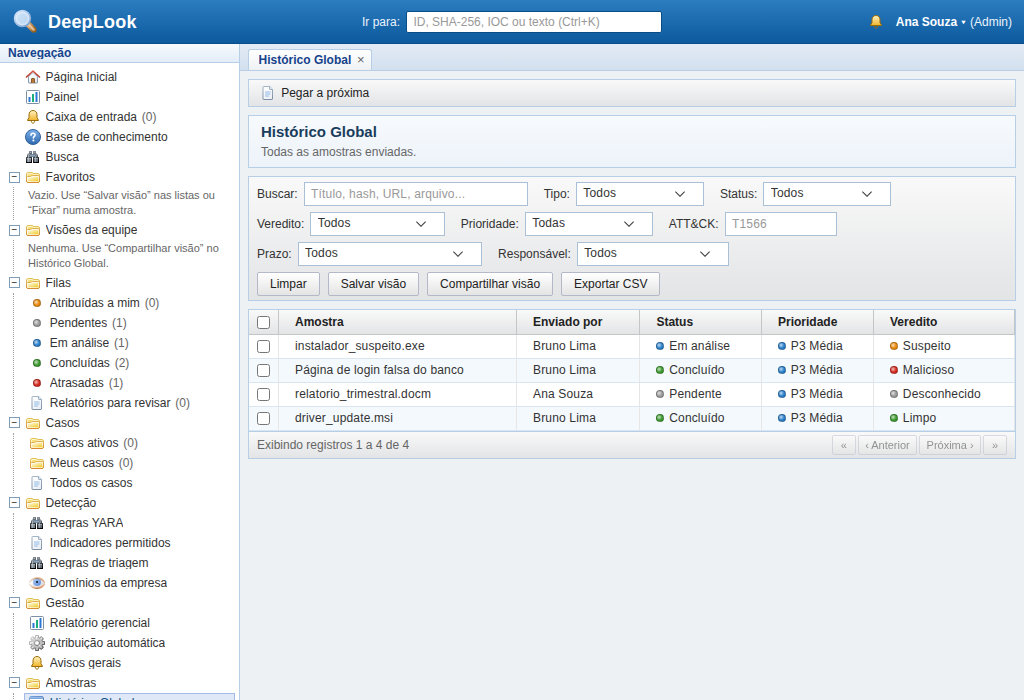 DeepLook
Ir para: ID, SHA-256, IOC ou texto (Ctrl+K)
Ana Souza ▾ (Admin)
Navegação
Página Inicial
Painel
Caixa de entrada (0)
Base de conhecimento
Busca
Favoritos
Vazio. Use “Salvar visão” nas listas ou
“Fixar” numa amostra.
Visões da equipe
Nenhuma. Use “Compartilhar visão” no
Histórico Global.
Filas
Atribuídas a mim (0)
Pendentes (1)
Em análise (1)
Concluídas (2)
Atrasadas (1)
Relatórios para revisar (0)
Casos
Casos ativos (0)
Meus casos (0)
Todos os casos
Detecção
Regras YARA
Indicadores permitidos
Regras de triagem
Domínios da empresa
Gestão
Relatório gerencial
Atribuição automática
Avisos gerais
Amostras
Histórico Global
Histórico Global ×
Pegar a próxima
Histórico Global
Todas as amostras enviadas.
Buscar: Título, hash, URL, arquivo... Tipo: Todos Status: Todos
Veredito: Todos Prioridade: Todas ATT&CK: T1566
Prazo: Todos Responsável: Todos
Limpar Salvar visão Compartilhar visão Exportar CSV
Amostra Enviado por Status Prioridade Veredito
instalador_suspeito.exe Bruno Lima Em análise P3 Média Suspeito
Página de login falsa do banco Bruno Lima Concluído P3 Média Malicioso
relatorio_trimestral.docm Ana Souza Pendente P3 Média Desconhecido
driver_update.msi Bruno Lima Concluído P3 Média Limpo
Exibindo registros 1 a 4 de 4 « ‹ Anterior Próxima › »